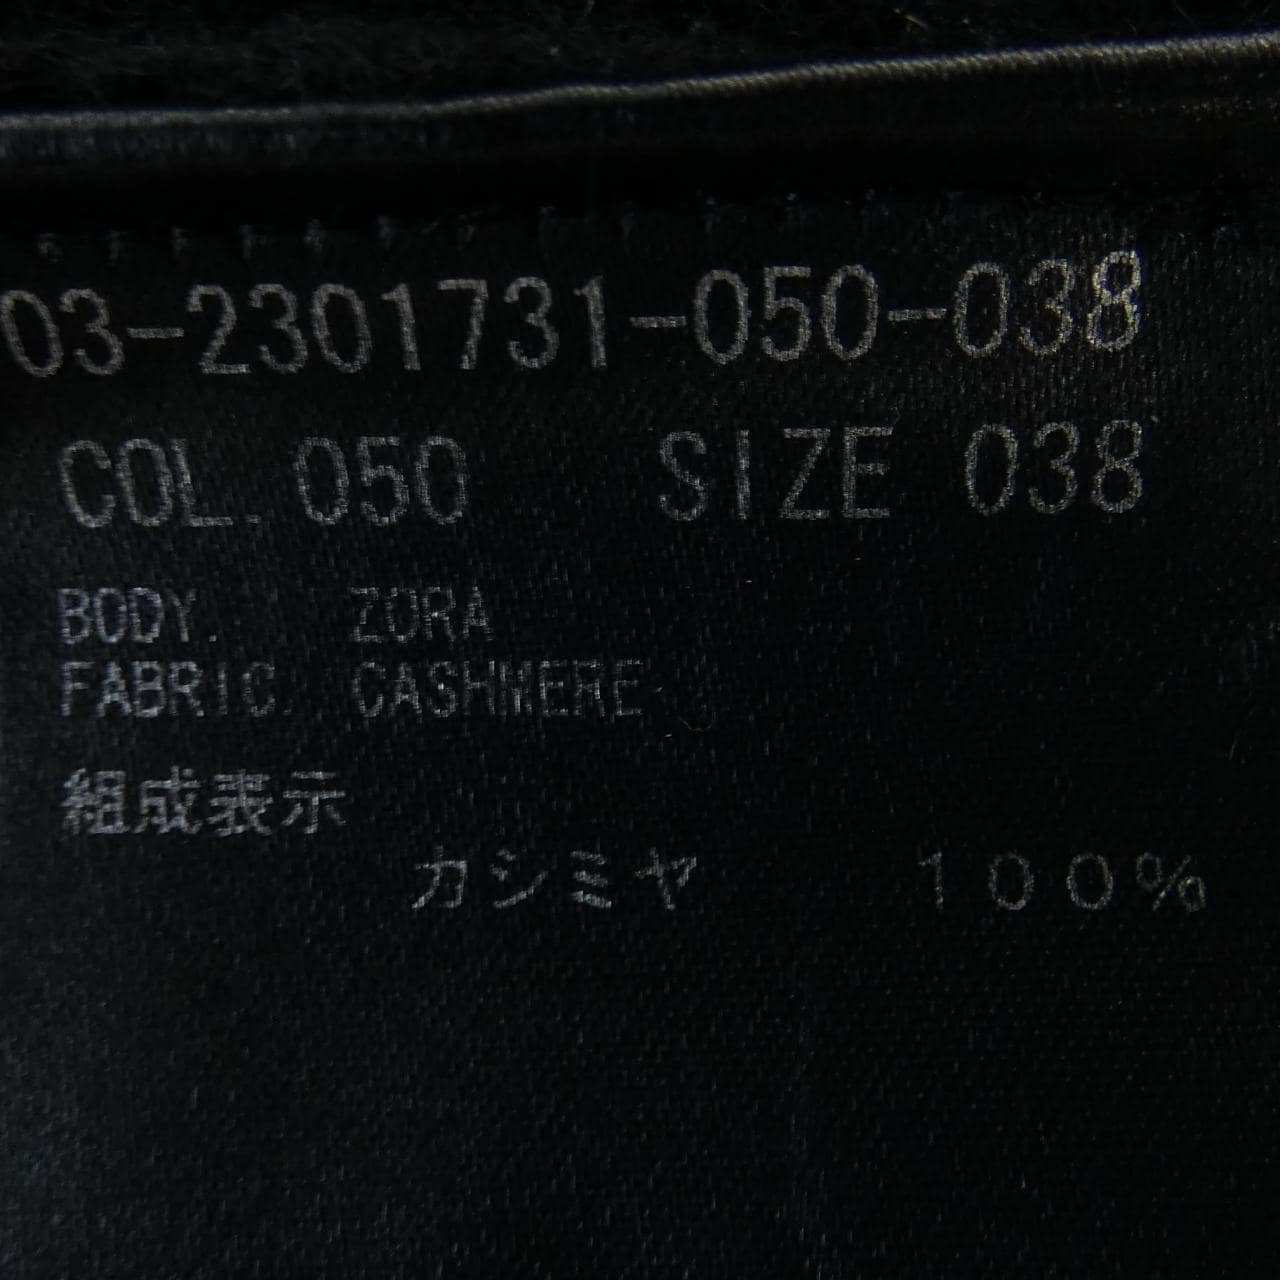 03-2301731-050-038
COL. 050 SIZE 038
BODY. ZORA
FABRIC. CASHMERE
組成表示
カシミヤ 100%